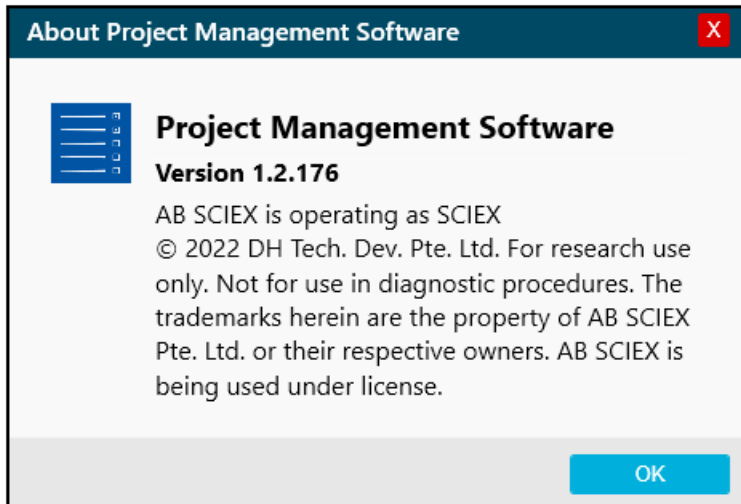 About Project Management Software
X
Project Management Software
Version 1.2.176
AB SCIEX is operating as SCIEX
© 2022 DH Tech. Dev. Pte. Ltd. For research use
only. Not for use in diagnostic procedures. The
trademarks herein are the property of AB SCIEX
Pte. Ltd. or their respective owners. AB SCIEX is
being used under license.
OK